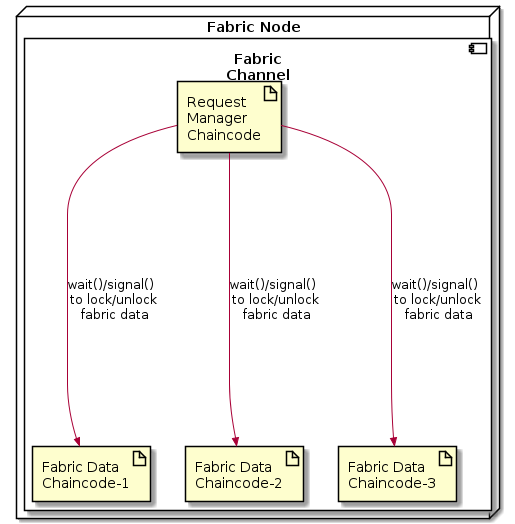 Fabric Node
Fabric
Channel
Request
Manager
Chaincode
wait()/signal()
to lock/unlock
fabric data
wait()/signal()
to lock/unlock
fabric data
wait()/signal()
to lock/unlock
fabric data
Fabric Data
Chaincode-1
Fabric Data
Chaincode-2
Fabric Data
Chaincode-3